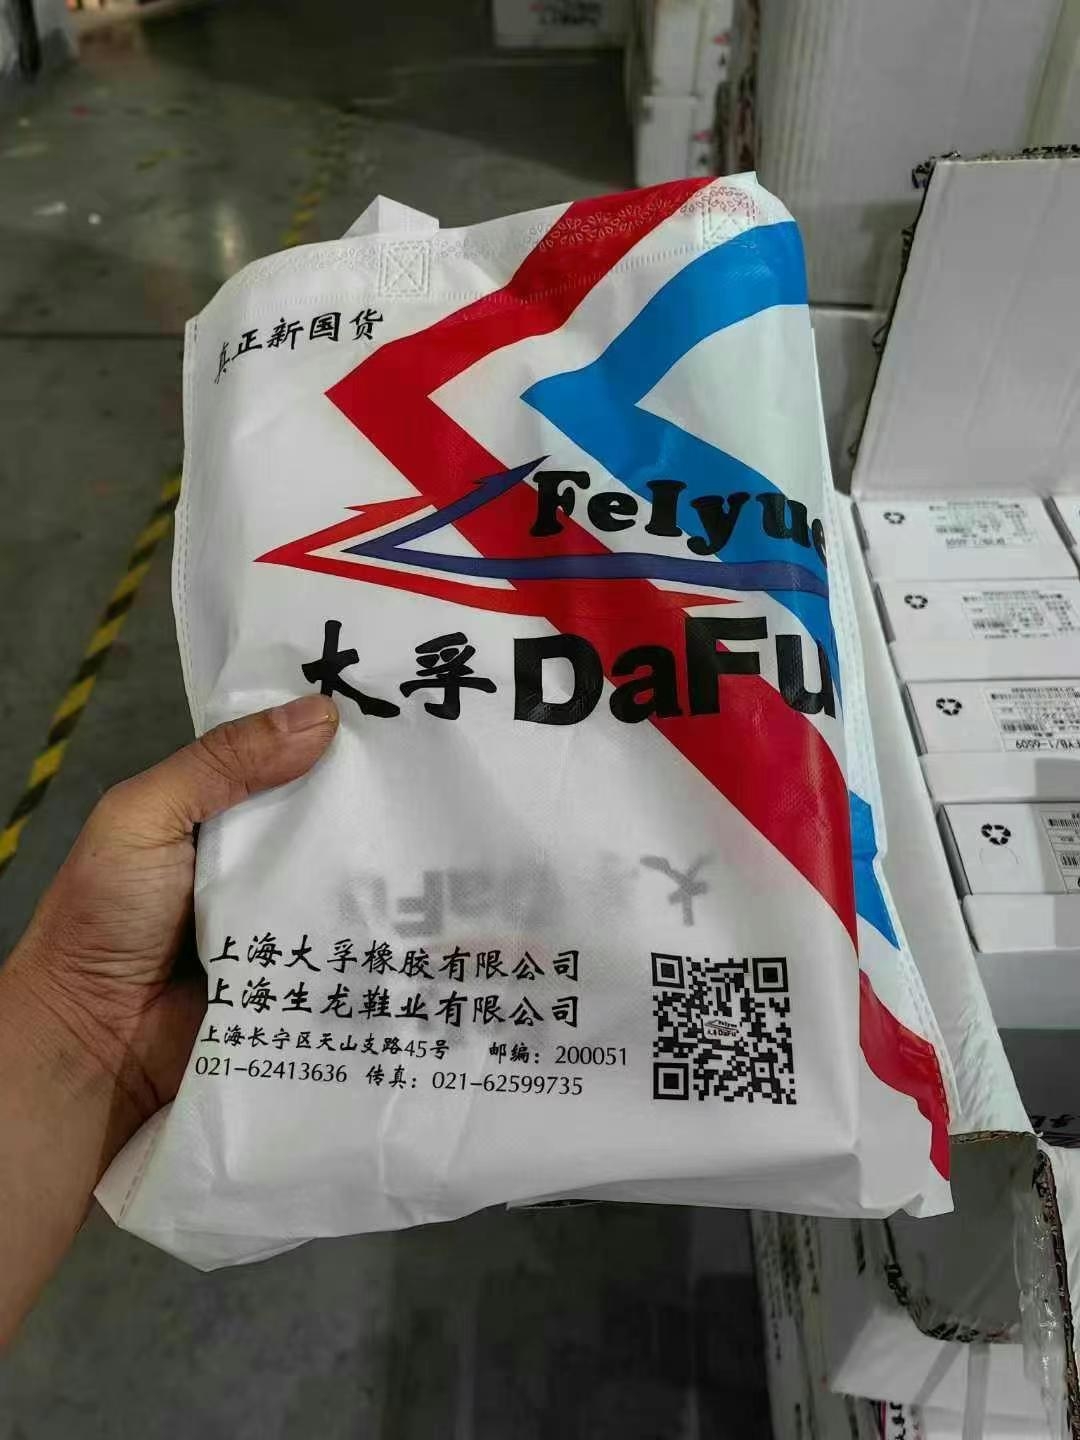 真正新国货
Feiyue
大孚DaFu
上海大孚橡胶有限公司
上海生龙鞋业有限公司
上海长宁区天山支路45号 邮编：200051
021-62413636 传真：021-62599735